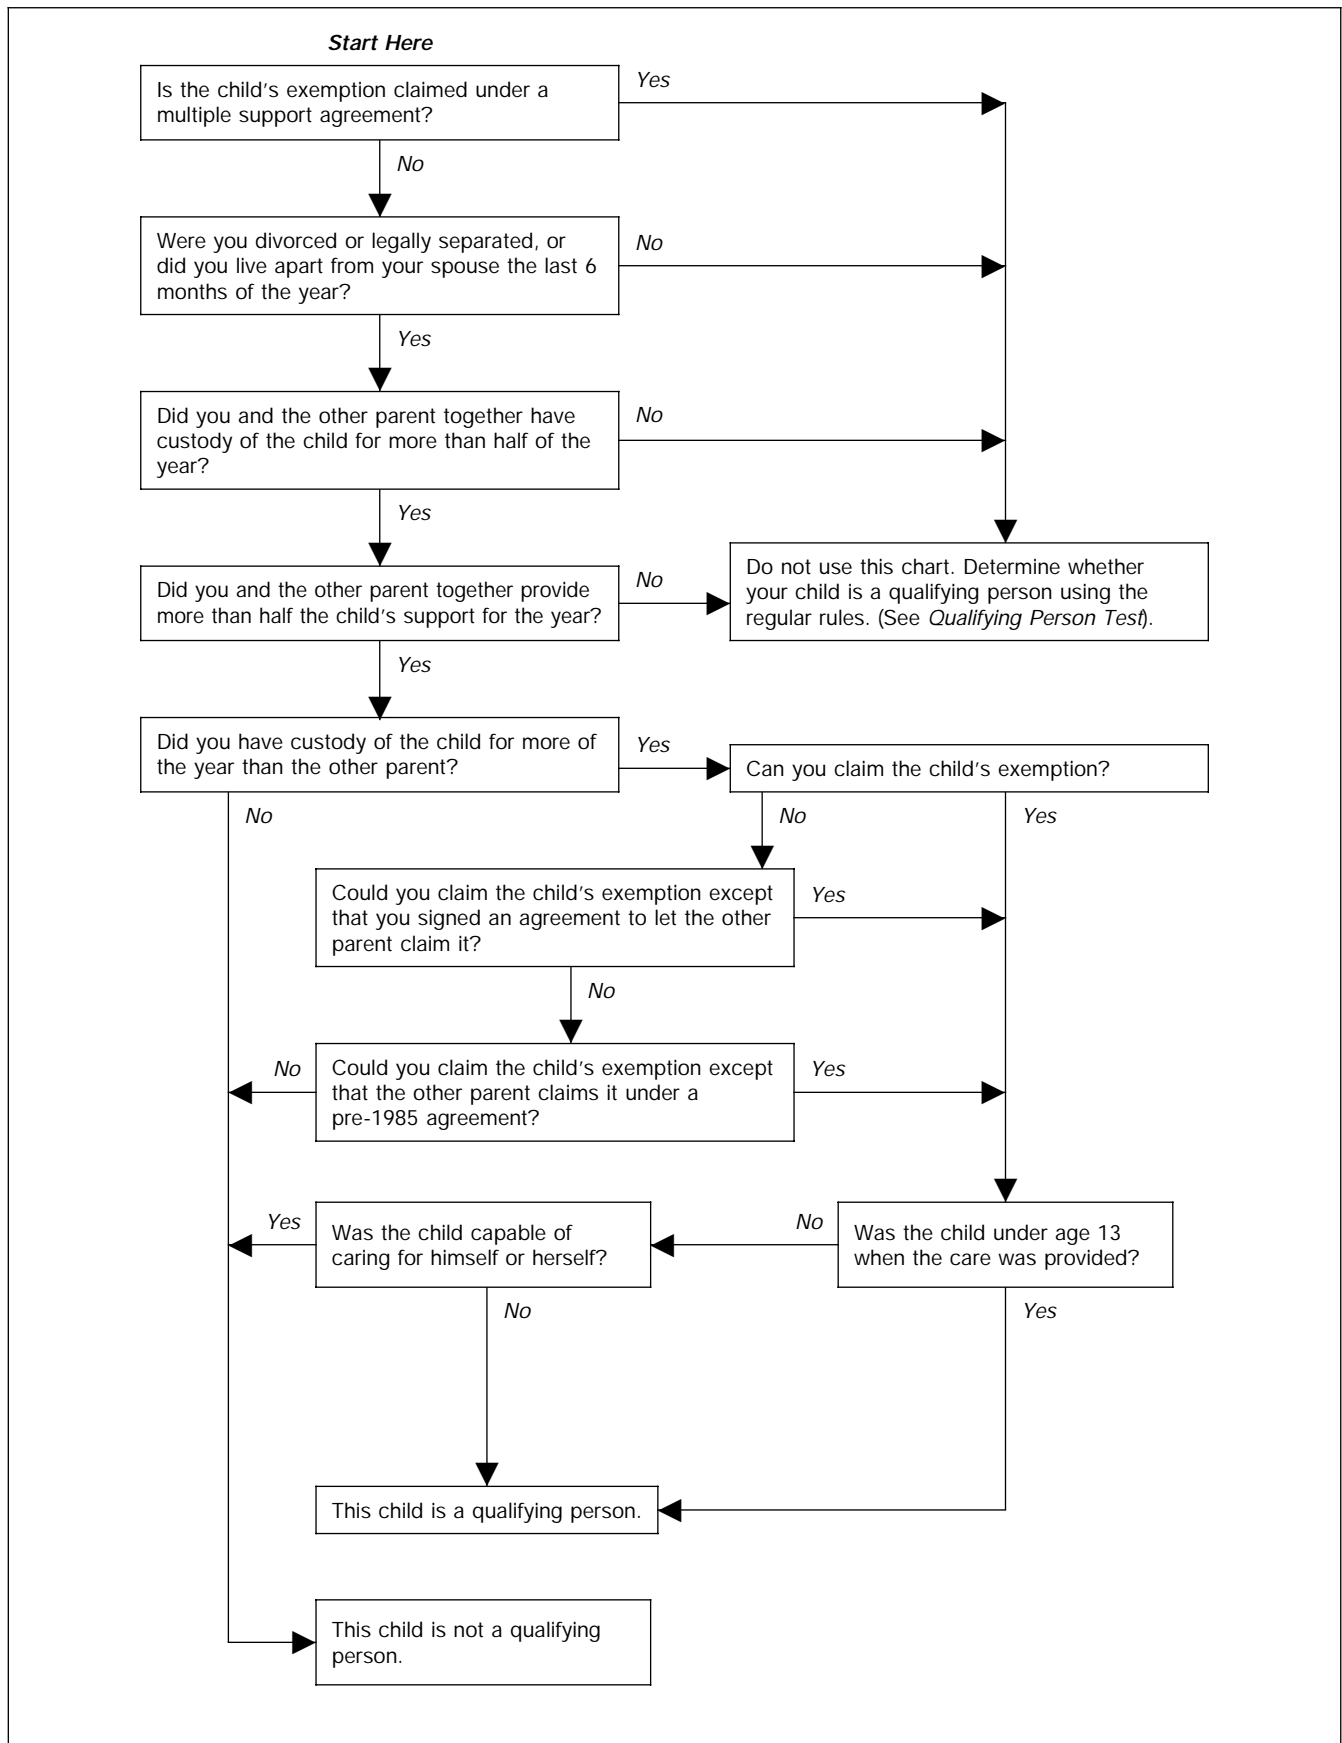 Start Here
Is the child's exemption claimed under a
multiple support agreement?
Yes
No
Were you divorced or legally separated, or
did you live apart from your spouse the last 6
months of the year?
No
Yes
Did you and the other parent together have
custody of the child for more than half of the
year?
No
Yes
Did you and the other parent together provide
more than half the child's support for the year?
No
Do not use this chart. Determine whether
your child is a qualifying person using the
regular rules. (See Qualifying Person Test).
Yes
Did you have custody of the child for more of
the year than the other parent?
Yes
Can you claim the child's exemption?
No
No
Yes
Could you claim the child's exemption except
that you signed an agreement to let the other
parent claim it?
Yes
No
No
Could you claim the child's exemption except
that the other parent claims it under a
pre-1985 agreement?
Yes
Yes
Was the child capable of
caring for himself or herself?
No
Was the child under age 13
when the care was provided?
No
Yes
This child is a qualifying person.
This child is not a qualifying
person.